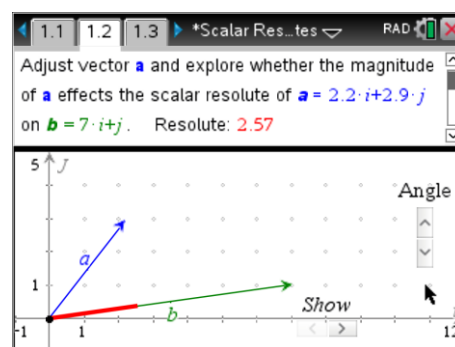 1.1 1.2 1.3 *Scalar Res…tes RAD
Adjust vector a and explore whether the magnitude
of a effects the scalar resolute of a = 2.2·i+2.9·j
on b = 7·i+j. Resolute: 2.57
5 J
Angle
a
1
b
Show
-1 1 12